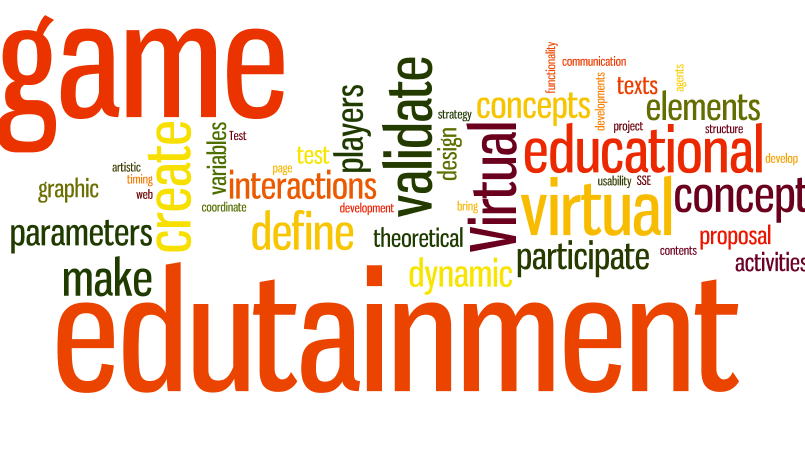 game
functionality
communication
agents
developments
texts
validate
players
strategy
concepts
elements
create
variables
Test
test
design
virtual
project
structure
educational
develop
artistic
timing
web
page
interactions
graphic
usability
SSE
concept
coordinate
development
bring
virtual
parameters
define
theoretical
participate
contents
proposal
activities
make
dynamic
edutainment